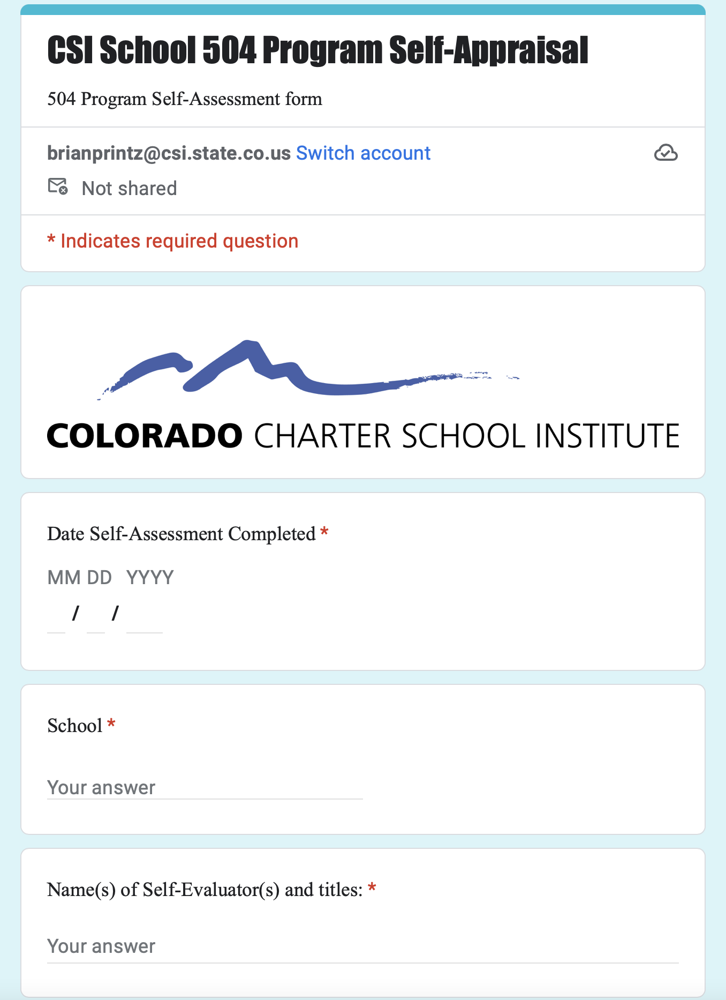 CSI School 504 Program Self-Appraisal
504 Program Self-Assessment form
brianprintz@csi.state.co.us Switch account
Not shared
* Indicates required question
COLORADO CHARTER SCHOOL INSTITUTE
Date Self-Assessment Completed *
MM DD YYYY
/ /
School *
Your answer
Name(s) of Self-Evaluator(s) and titles: *
Your answer